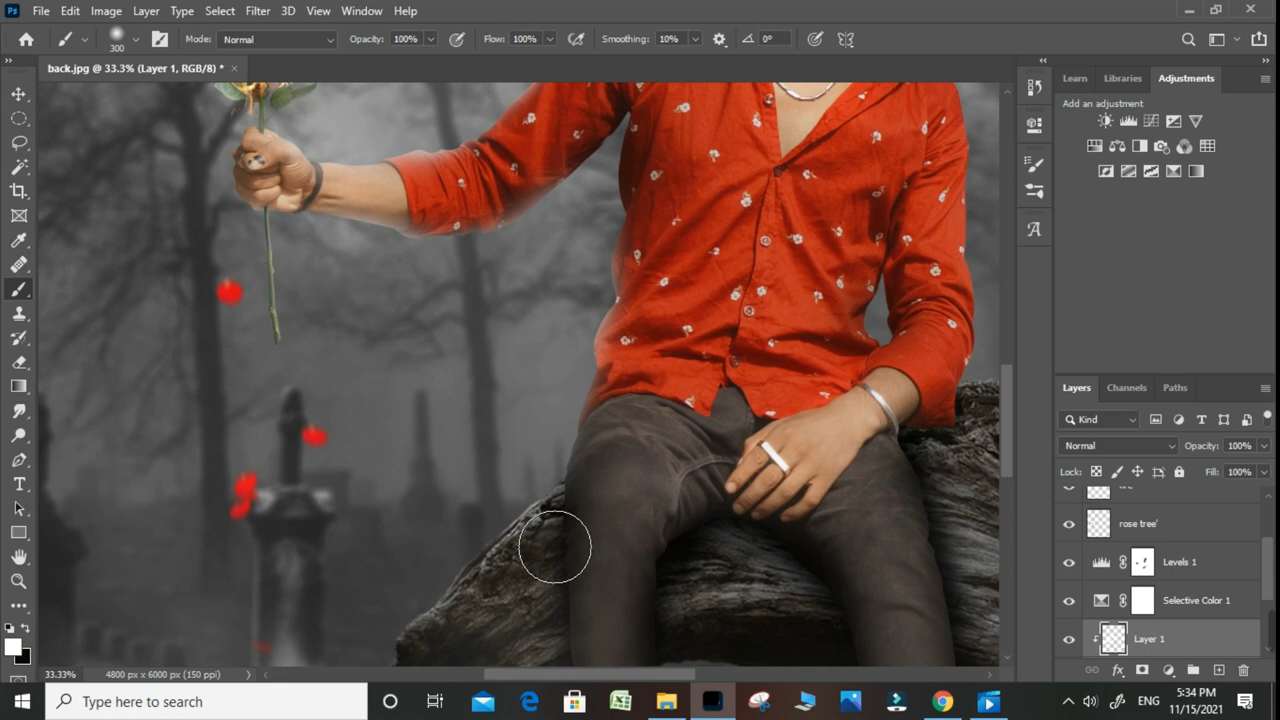 Ps File Edit Image Layer Type Select Filter 3D View Window Help
300 Mode: Normal Opacity: 100% Flow: 100% Smoothing: 10% 0°
back.jpg @ 33.3% (Layer 1, RGB/8) * ×
Learn Libraries Adjustments
Add an adjustment
Layers Channels Paths
Kind
Normal Opacity: 100%
Lock: Fill: 100%
rose tree'
Levels 1
Selective Color 1
Layer 1
33.33% 4800 px x 6000 px (150 ppi)
Type here to search
ENG
5:34 PM
11/15/2021